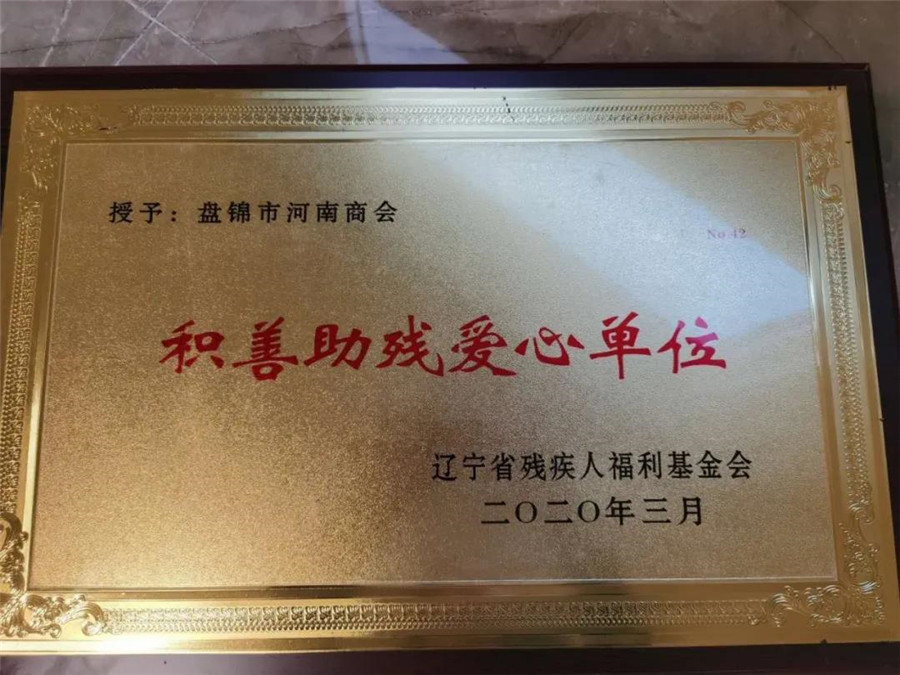 授予：盘锦市河南商会
No.42
积善助残爱心单位
辽宁省残疾人福利基金会
二〇二〇年三月